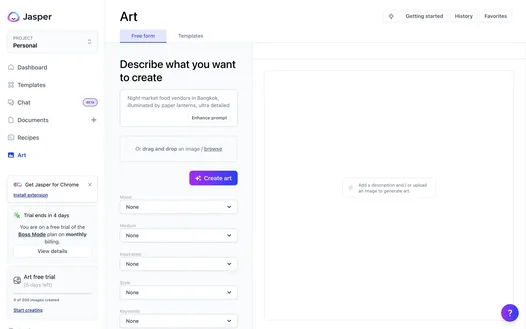 Jasper
PROJECT
Personal
Dashboard
Templates
Chat
BETA
Documents
Recipes
Art
Get Jasper for Chrome
Install extension
Trial ends in 4 days
You are on a free trial of the
Boss Mode plan on monthly
billing.
View details
Art free trial
(5 days left)
0 of 200 images created
Start creating
Art
Getting started
History
Favorites
Free form
Templates
Describe what you want
to create
Night market food vendors in Bangkok,
illuminated by paper lanterns, ultra detailed
Enhance prompt
Or drag and drop an image / browse
Create art
Mood
None
Medium
None
Inspiration
None
Style
None
Keywords
None
Add a description and / or upload
an image to generate art.
?